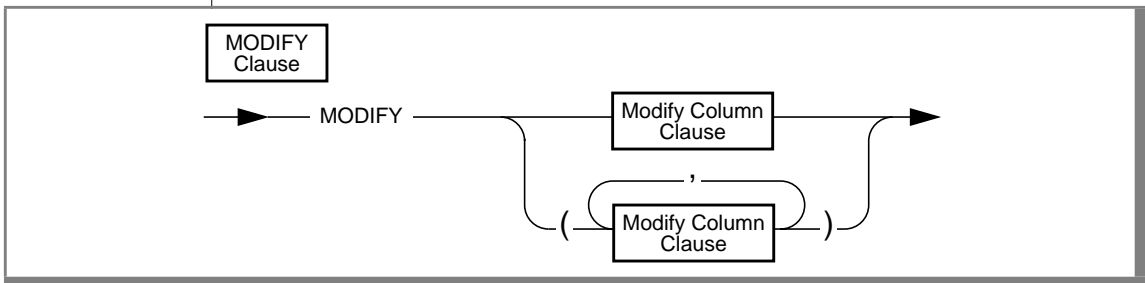 MODIFY
Clause
MODIFY
Modify Column
Clause
,
(
Modify Column
Clause
)